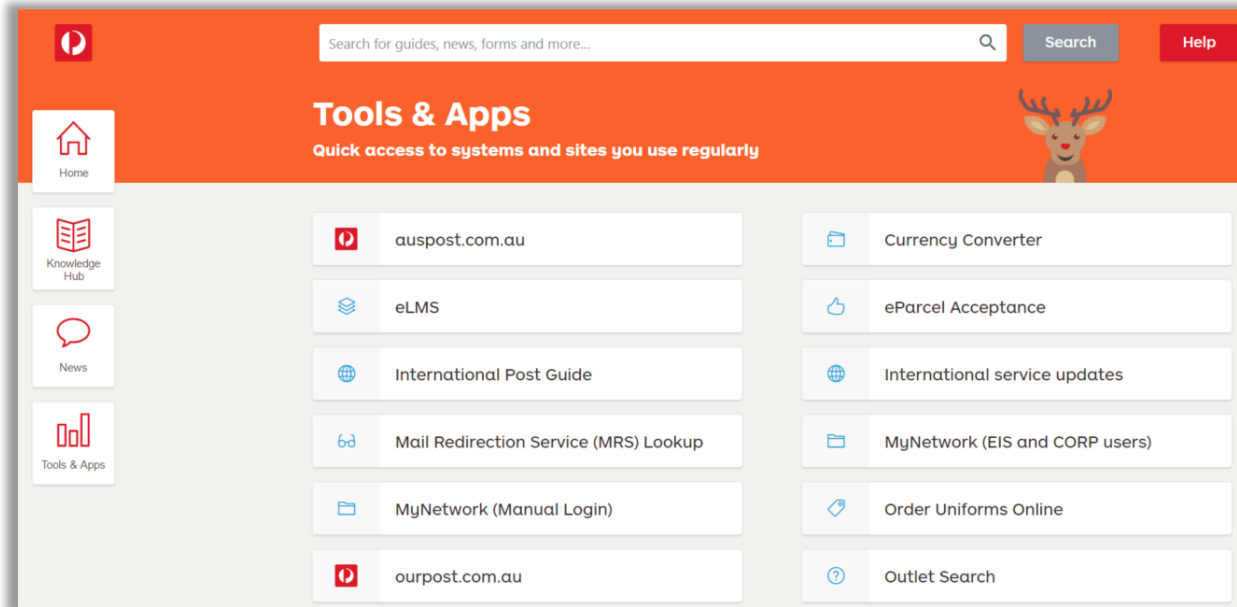 Search for guides, news, forms and more...
Search
Help
Tools & Apps
Quick access to systems and sites you use regularly
Home
Knowledge
Hub
News
Tools & Apps
auspost.com.au
Currency Converter
eLMS
eParcel Acceptance
International Post Guide
International service updates
Mail Redirection Service (MRS) Lookup
MyNetwork (EIS and CORP users)
MyNetwork (Manual Login)
Order Uniforms Online
ourpost.com.au
Outlet Search